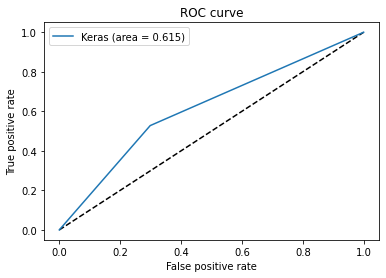 ROC curve
Keras (area = 0.615)
True positive rate
1.0
0.8
0.6
0.4
0.2
0.0
0.0 0.2 0.4 0.6 0.8 1.0
False positive rate